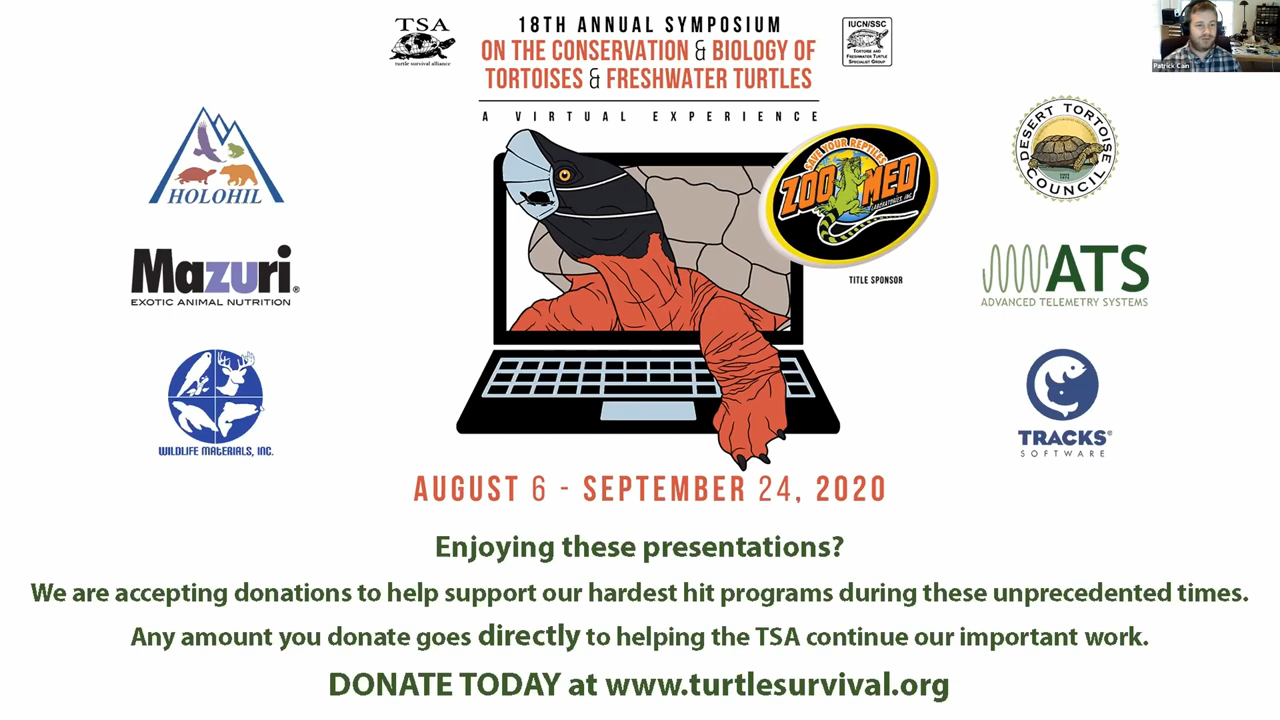 TSA
turtle survival alliance
18TH ANNUAL SYMPOSIUM
ON THE CONSERVATION & BIOLOGY OF
TORTOISES & FRESHWATER TURTLES
A VIRTUAL EXPERIENCE
IUCN/SSC
TORTOISE AND
FRESHWATER TURTLE
SPECIALIST GROUP
Patrick Cain
HOLOHIL
SAVE YOUR REPTILES
ZOO MED
LABORATORIES, INC.
TITLE SPONSOR
DESERT TORTOISE
COUNCIL
Mazuri®
EXOTIC ANIMAL NUTRITION
ATS
ADVANCED TELEMETRY SYSTEMS
WILDLIFE MATERIALS, INC.
TRACKS®
SOFTWARE
AUGUST 6 - SEPTEMBER 24, 2020
Enjoying these presentations?
We are accepting donations to help support our hardest hit programs during these unprecedented times.
Any amount you donate goes directly to helping the TSA continue our important work.
DONATE TODAY at www.turtlesurvival.org